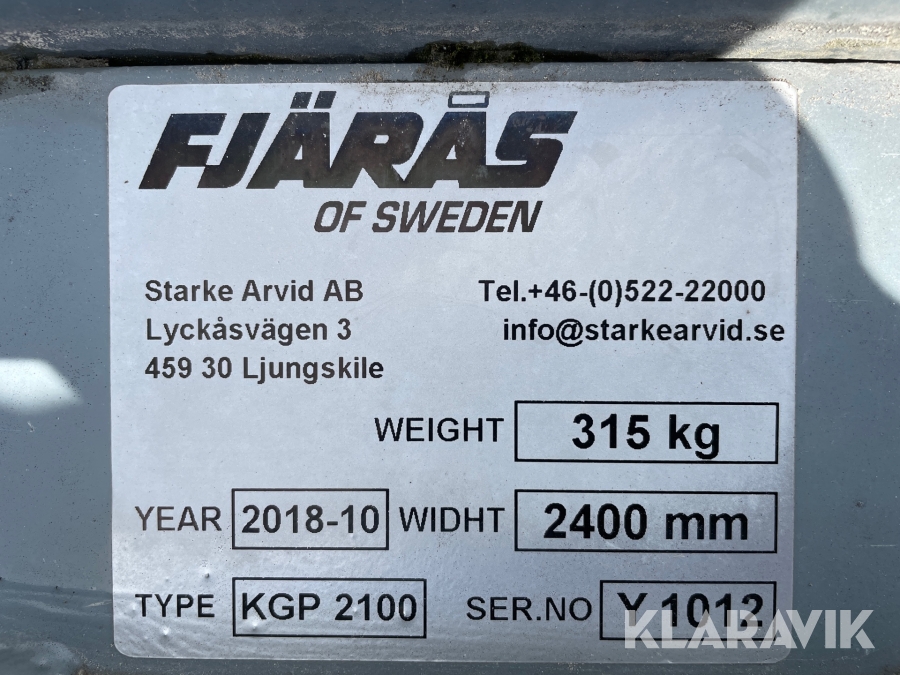 FJÄRÅS
OF SWEDEN
Starke Arvid AB
Lyckåsvägen 3
459 30 Ljungskile
Tel.+46-(0)522-22000
info@starkearvid.se
WEIGHT 315 kg
YEAR 2018-10 WIDHT 2400 mm
TYPE KGP 2100 SER.NO Y 1012
KLARAVIK